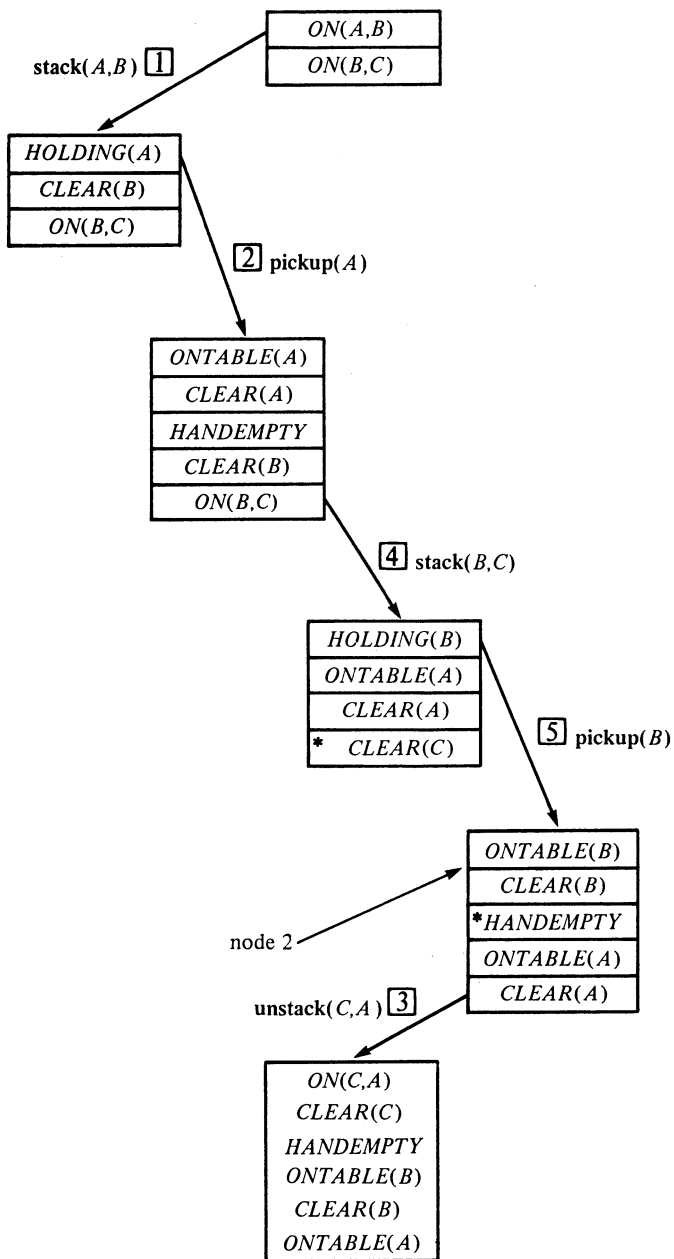 ON(A,B)
ON(B,C)
stack(A,B) 1
HOLDING(A)
CLEAR(B)
ON(B,C)
2 pickup(A)
ONTABLE(A)
CLEAR(A)
HANDEMPTY
CLEAR(B)
ON(B,C)
4 stack(B,C)
HOLDING(B)
ONTABLE(A)
CLEAR(A)
* CLEAR(C)
5 pickup(B)
ONTABLE(B)
CLEAR(B)
*HANDEMPTY
ONTABLE(A)
CLEAR(A)
node 2
unstack(C,A) 3
ON(C,A)
CLEAR(C)
HANDEMPTY
ONTABLE(B)
CLEAR(B)
ONTABLE(A)